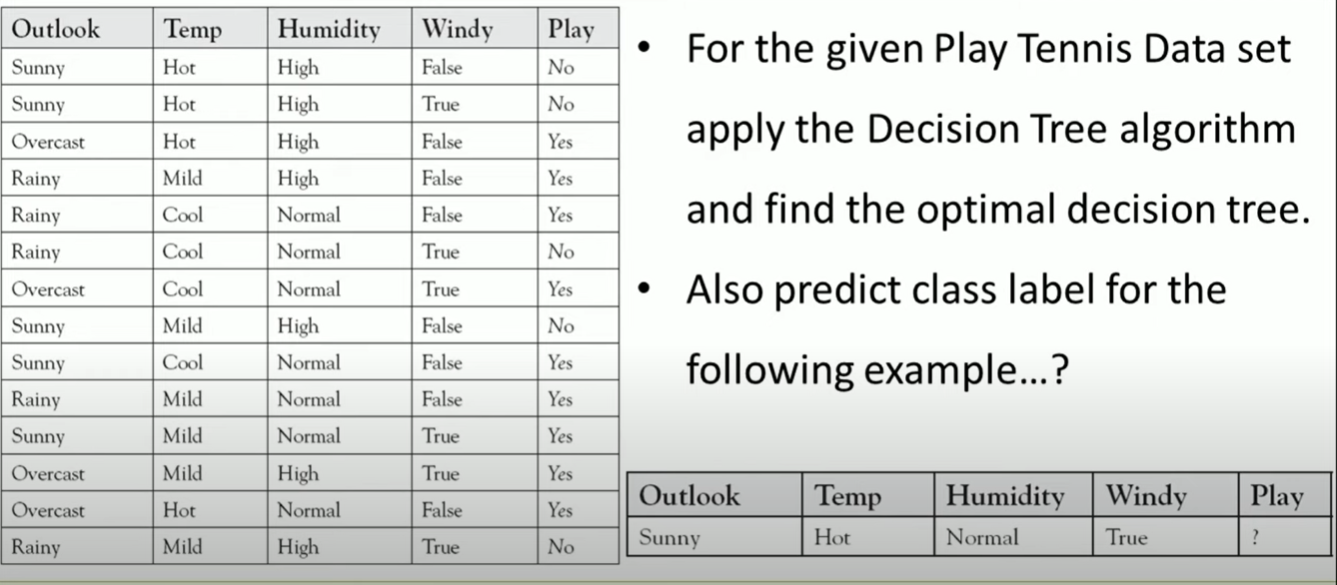 Outlook Temp Humidity Windy Play
Sunny Hot High False No
Sunny Hot High True No
Overcast Hot High False Yes
Rainy Mild High False Yes
Rainy Cool Normal False Yes
Rainy Cool Normal True No
Overcast Cool Normal True Yes
Sunny Mild High False No
Sunny Cool Normal False Yes
Rainy Mild Normal False Yes
Sunny Mild Normal True Yes
Overcast Mild High True Yes
Overcast Hot Normal False Yes
Rainy Mild High True No
• For the given Play Tennis Data set
apply the Decision Tree algorithm
and find the optimal decision tree.
• Also predict class label for the
following example...?
Outlook Temp Humidity Windy Play
Sunny Hot Normal True ?